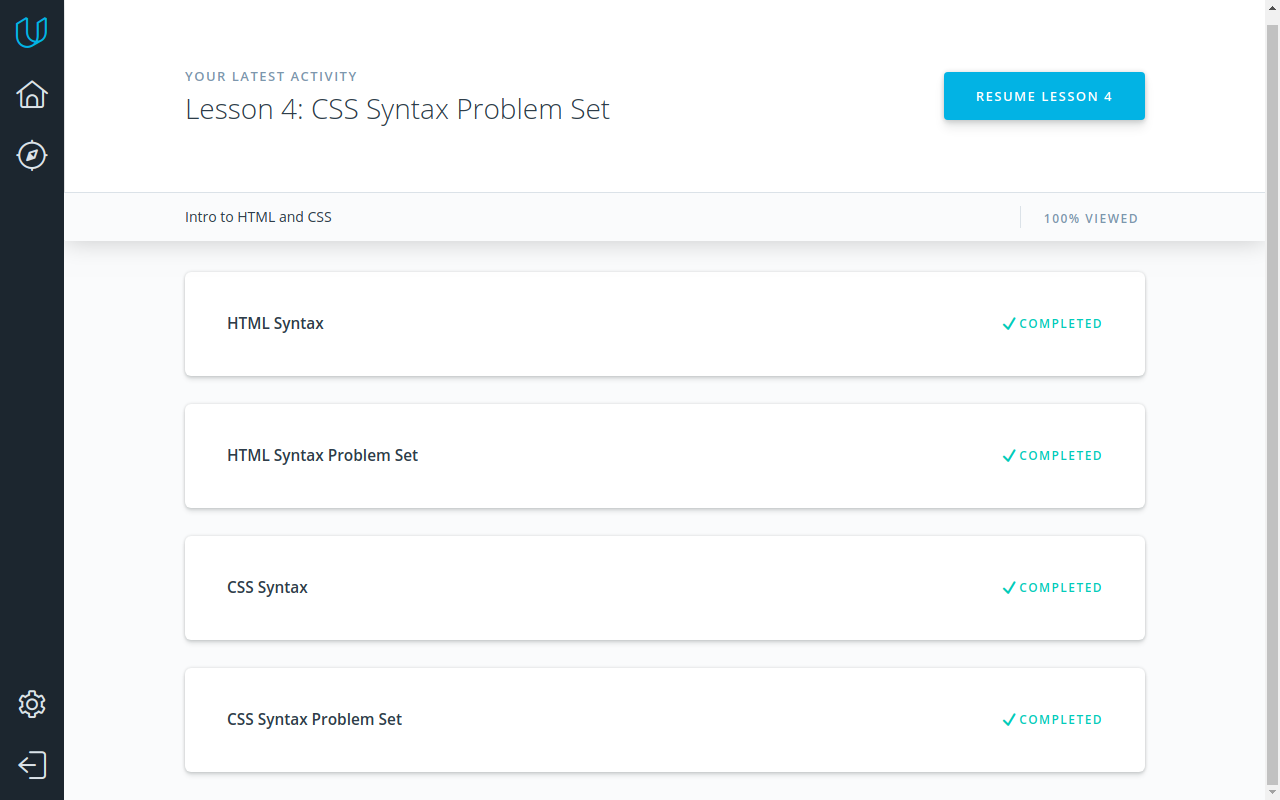 YOUR LATEST ACTIVITY
Lesson 4: CSS Syntax Problem Set
RESUME LESSON 4
Intro to HTML and CSS
100% VIEWED
HTML Syntax
COMPLETED
HTML Syntax Problem Set
COMPLETED
CSS Syntax
COMPLETED
CSS Syntax Problem Set
COMPLETED